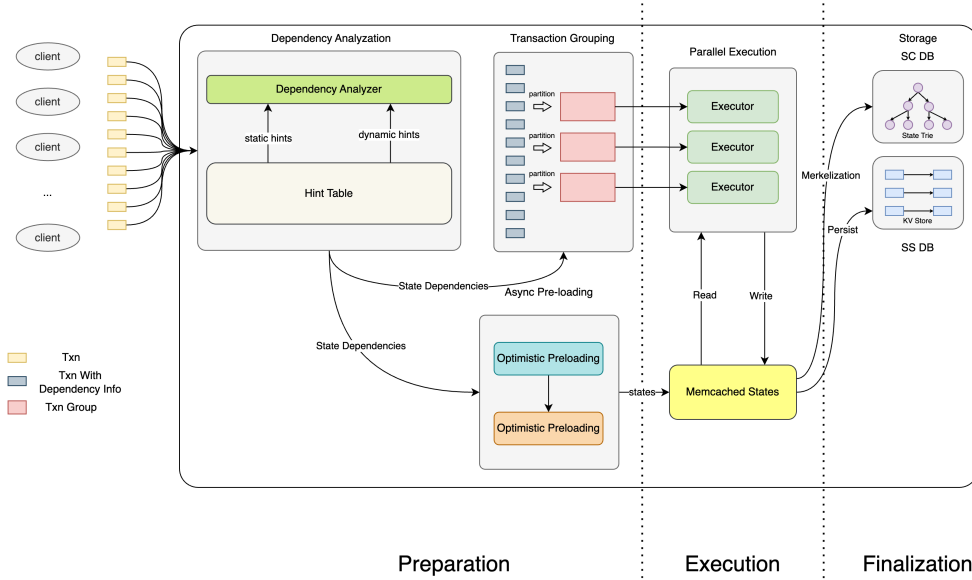 client
client
client
...
client
Dependency Analyzation
Dependency Analyzer
static hints
dynamic hints
Hint Table
Transaction Grouping
partition
partition
partition
Parallel Execution
Executor
Executor
Executor
Storage
SC DB
State Trie
KV Store
SS DB
Merkelization
Persist
State Dependencies
Async Pre-loading
State Dependencies
Read
Write
Optimistic Preloading
Optimistic Preloading
states
Memcached States
Txn
Txn With
Dependency Info
Txn Group
Preparation
Execution
Finalization